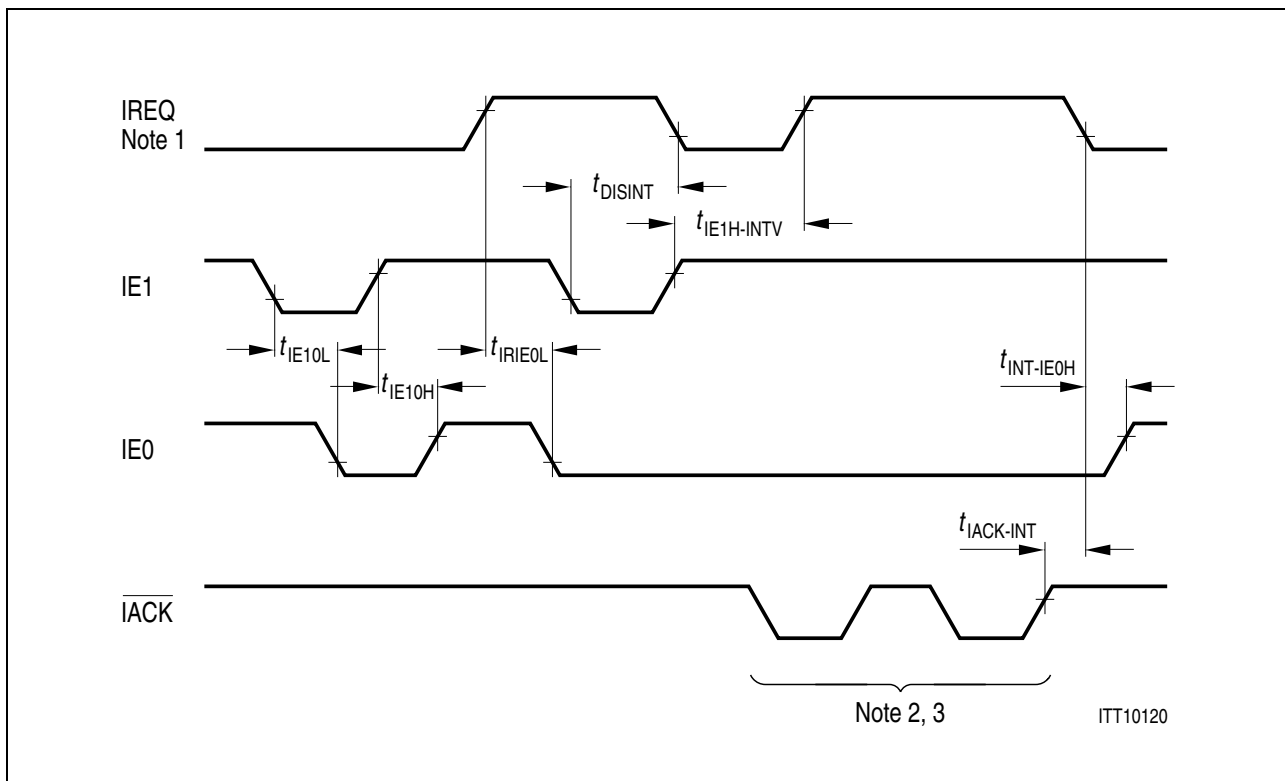 IREQ
Note 1
tDISINT
tIE1H-INTV
IE1
tIE10L
tIRIE0L
tINT-IE0H
tIE10H
IE0
tIACK-INT
IACK
Note 2, 3
ITT10120